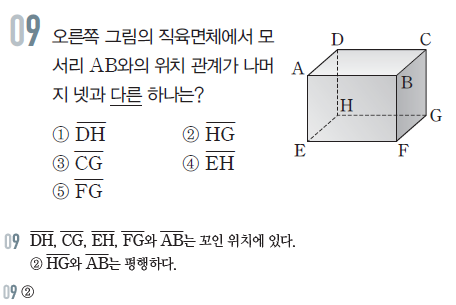 09 오른쪽 그림의 직육면체에서 모
서리 AB와의 위치 관계가 나머
지 넷과 다른 하나는?
① DH ② HG
③ CG ④ EH
⑤ FG
D C
A B
H G
E F
09 DH, CG, EH, FG와 AB는 꼬인 위치에 있다.
② HG와 AB는 평행하다.
09 ②